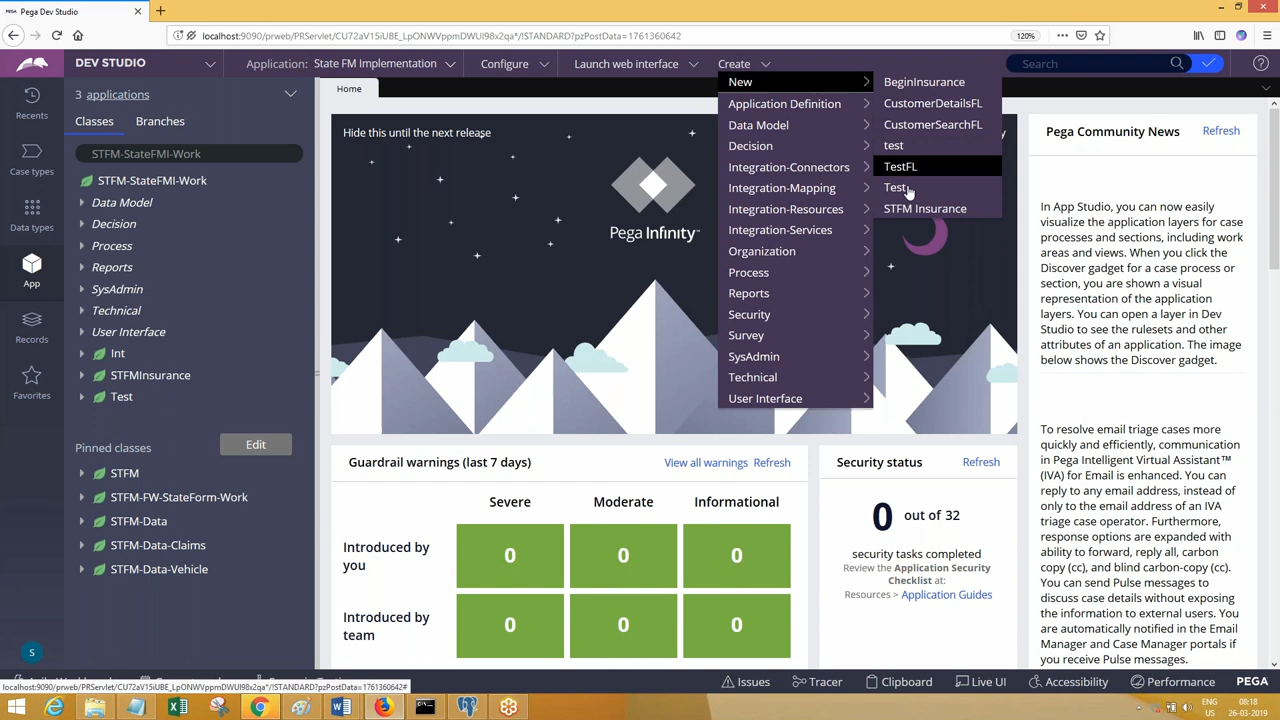 Pega Dev Studio
localhost:9090/prweb/PRServlet/CU72aV15iUBE_LpONWVppmDWUI98x2qa*/!STANDARD?pzPostData=1761360642
120%
DEV STUDIO
Application: State FM Implementation
Configure
Launch web interface
Create
Search
3 applications
Classes
Branches
STFM-StateFMI-Work
STFM-StateFMI-Work
Data Model
Decision
Process
Reports
SysAdmin
Technical
User Interface
Int
STFMInsurance
Test
Pinned classes
Edit
STFM
STFM-FW-StateForm-Work
STFM-Data
STFM-Data-Claims
STFM-Data-Vehicle
Recents
Case types
Data types
App
Records
Favorites
S
Home
Hide this until the next release
Pega Infinity™
New
Application Definition
Data Model
Decision
Integration-Connectors
Integration-Mapping
Integration-Resources
Integration-Services
Organization
Process
Reports
Security
Survey
SysAdmin
Technical
User Interface
BeginInsurance
CustomerDetailsFL
CustomerSearchFL
test
TestFL
Test
STFM Insurance
Guardrail warnings (last 7 days)
View all warnings Refresh
Severe Moderate Informational
Introduced by you
0 0 0
Introduced by team
0 0 0
Security status
Refresh
0 out of 32
security tasks completed
Review the Application Security
Checklist at:
Resources > Application Guides
Pega Community News
Refresh
In App Studio, you can now easily
visualize the application layers for case
processes and sections, including work
areas and views. When you click the
Discover gadget for a case process or
section, you are shown a visual
representation of the application
layers. You can open a layer in Dev
Studio to see the rulesets and other
attributes of an application. The image
below shows the Discover gadget.
To resolve email triage cases more
quickly and efficiently, communication
in Pega Intelligent Virtual Assistant™
(IVA) for Email is enhanced. You can
reply to any email address, instead of
only to the email address of an IVA
triage case operator. Furthermore,
response options are expanded with
ability to forward, reply all, carbon
copy (cc), and blind carbon-copy (cc).
You can send Pulse messages to
discuss case details without exposing
the information to external users. You
are automatically notified in the Email
Manager and Case Manager portals if
you receive Pulse messages.
localhost:9090/prweb/PRServlet/CU72aV15iUBE_LpONWVppmDWUI98x2qa*/!STANDARD?pzPostData=1761360642#
Issues
Tracer
Clipboard
Live UI
Accessibility
Performance
PEGA
ENG
US
08:18
26-03-2019